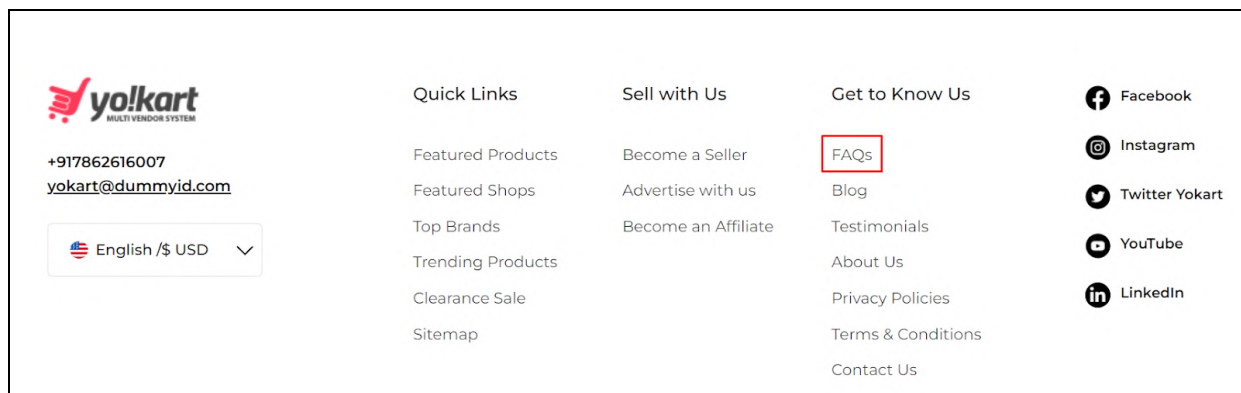 yo!kart
MULTI VENDOR SYSTEM
+917862616007
yokart@dummyid.com
English /$ USD
Quick Links
Featured Products
Featured Shops
Top Brands
Trending Products
Clearance Sale
Sitemap
Sell with Us
Become a Seller
Advertise with us
Become an Affiliate
Get to Know Us
FAQs
Blog
Testimonials
About Us
Privacy Policies
Terms & Conditions
Contact Us
Facebook
Instagram
Twitter Yokart
YouTube
LinkedIn